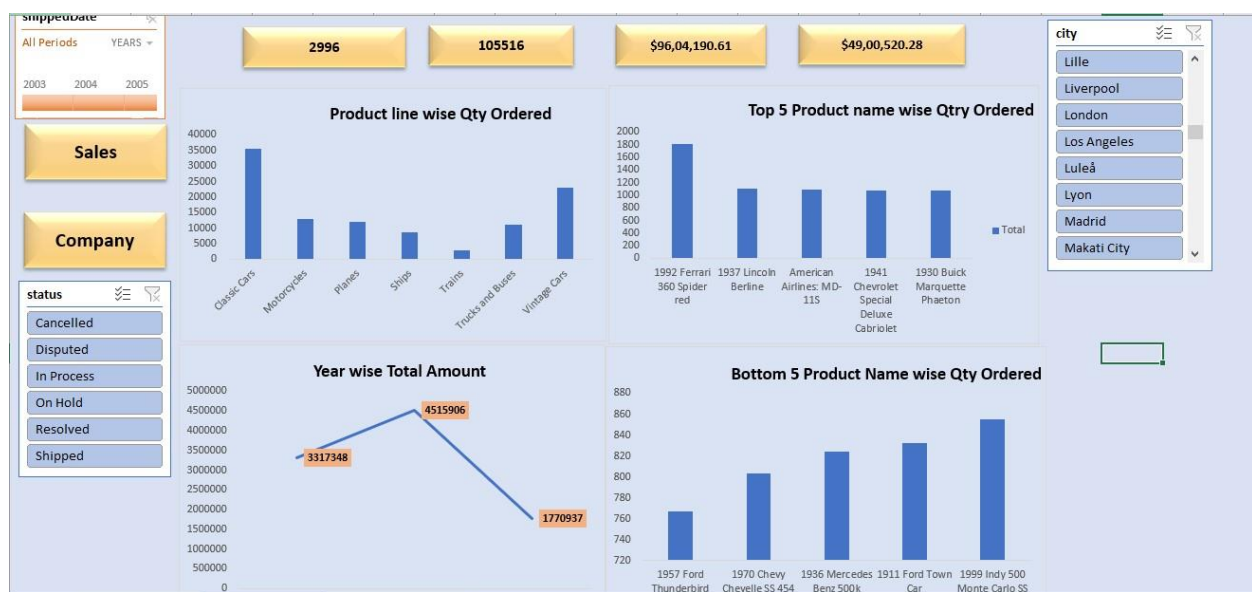 shippedDate
All Periods YEARS
2003 2004 2005
Sales
Company
status
Cancelled
Disputed
In Process
On Hold
Resolved
Shipped
2996
105516
$96,04,190.61
$49,00,520.28
Product line wise Qty Ordered
40000
35000
30000
25000
20000
15000
10000
5000
0
Classic Cars
Motorcycles
Planes
Ships
Trains
Trucks and Buses
Vintage Cars
Top 5 Product name wise Qtry Ordered
2000
1800
1600
1400
1200
1000
800
600
400
200
0
1992 Ferrari
360 Spider
red
1937 Lincoln
Berline
American
Airlines: MD-
11S
1941
Chevrolet
Special
Deluxe
Cabriolet
1930 Buick
Marquette
Phaeton
Total
Year wise Total Amount
5000000
4500000
4000000
3500000
3000000
2500000
2000000
1500000
1000000
500000
0
3317348
4515906
1770937
Bottom 5 Product Name wise Qty Ordered
880
860
840
820
800
780
760
740
720
1957 Ford
Thunderbird
1970 Chevy
Chevelle SS 454
1936 Mercedes
Benz 500k
1911 Ford Town
Car
1999 Indy 500
Monte Carlo SS
city
Lille
Liverpool
London
Los Angeles
Luleå
Lyon
Madrid
Makati City